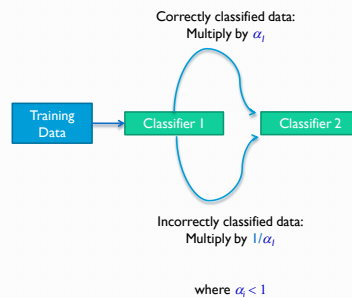 Correctly classified data:
Multiply by α₁
Training
Data
Classifier 1
Classifier 2
Incorrectly classified data:
Multiply by 1/α₁
where αᵢ < 1